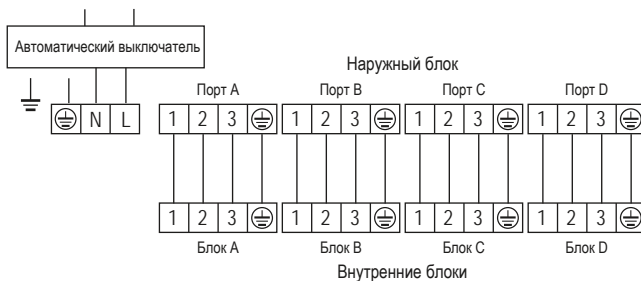 Автоматический выключатель
Наружный блок
Порт A Порт B Порт C Порт D
N L 1 2 3 1 2 3 1 2 3 1 2 3
1 2 3 1 2 3 1 2 3 1 2 3
Блок A Блок B Блок C Блок D
Внутренние блоки